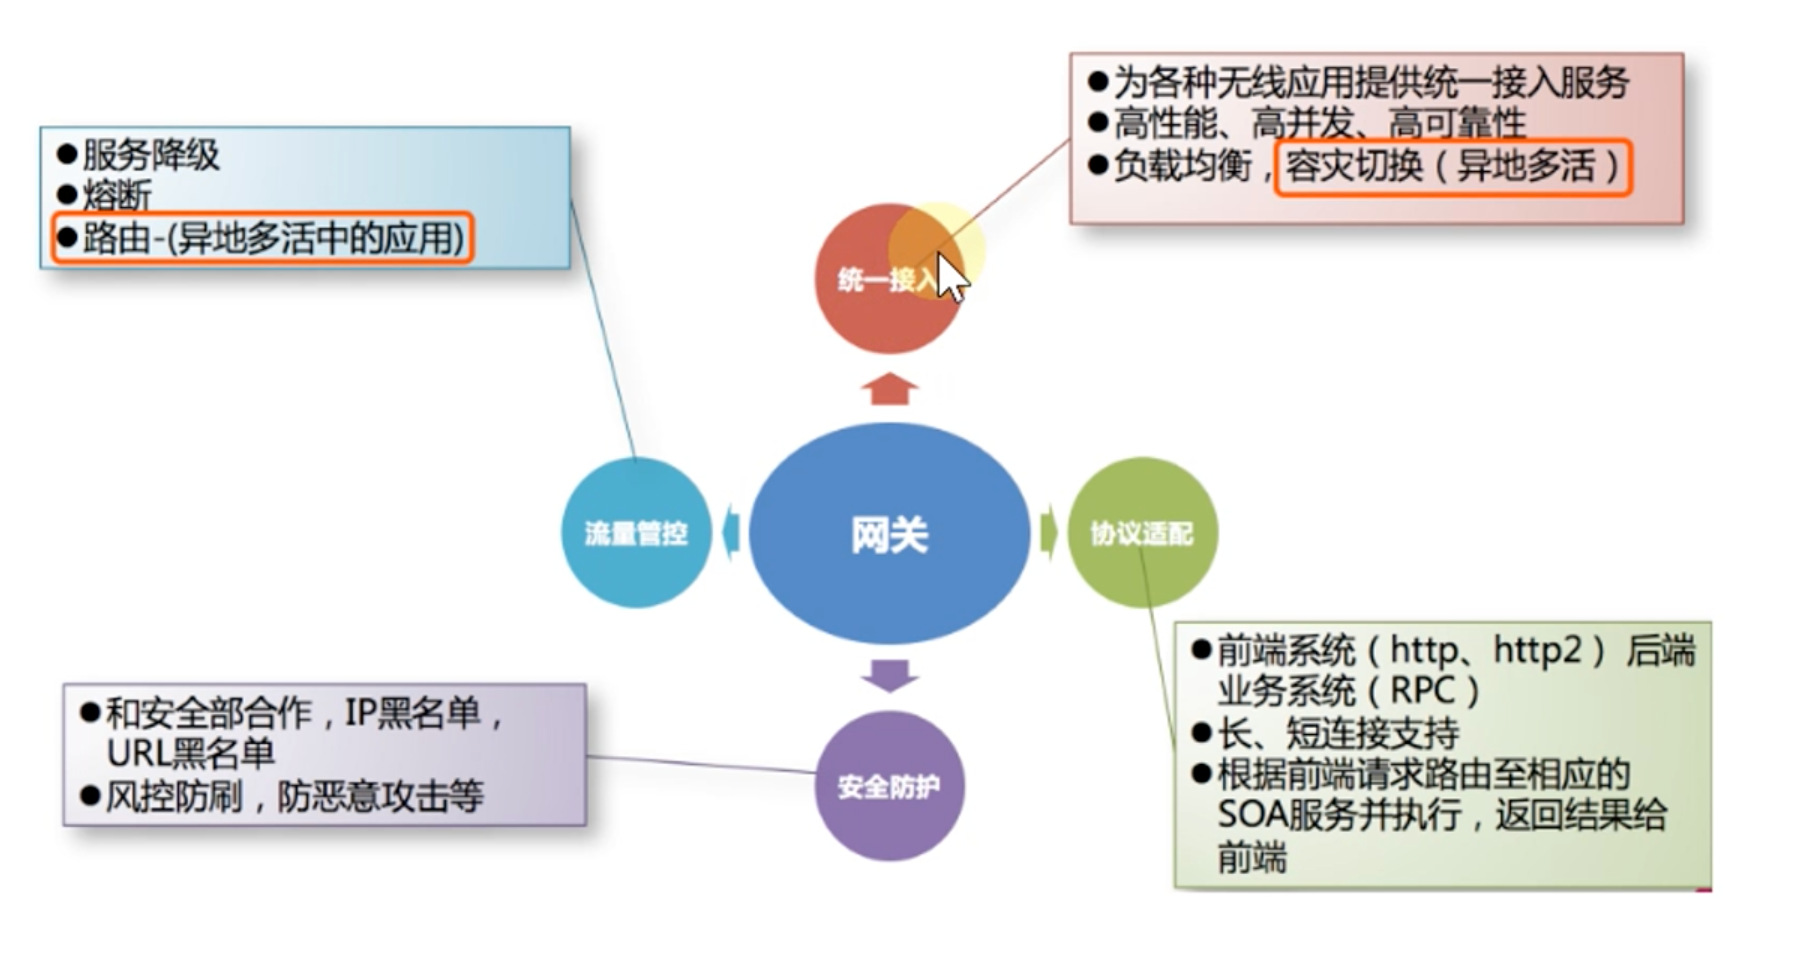 ●为各种无线应用提供统一接入服务
●高性能、高并发、高可靠性
●负载均衡，容灾切换（异地多活）
●服务降级
●熔断
●路由-(异地多活中的应用)
统一接入
流量管控
网关
协议适配
●前端系统（http、http2） 后端
业务系统（RPC）
●长、短连接支持
●根据前端请求路由至相应的
SOA服务并执行，返回结果给
前端
●和安全部合作，IP黑名单，
URL黑名单
●风控防刷，防恶意攻击等
安全防护